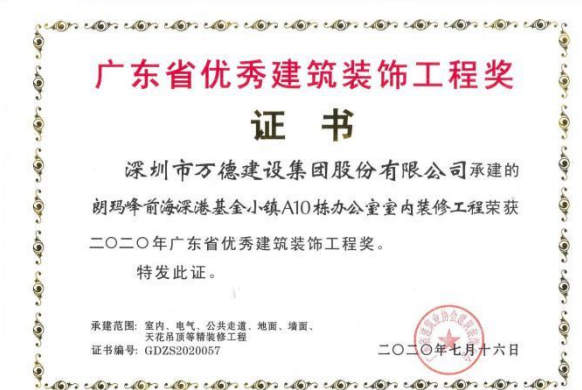 广东省优秀建筑装饰工程奖
证 书
深圳市万德建设集团股份有限公司承建的
朗玛峰前海深港基金小镇A10栋办公室室内装修工程荣获
二〇二〇年广东省优秀建筑装饰工程奖。
特发此证。
承建范围: 室内、电气、公共走道、地面、墙面、
天花吊顶等精装修工程
证书编号: GDZS2020057
二〇二〇年七月十六日